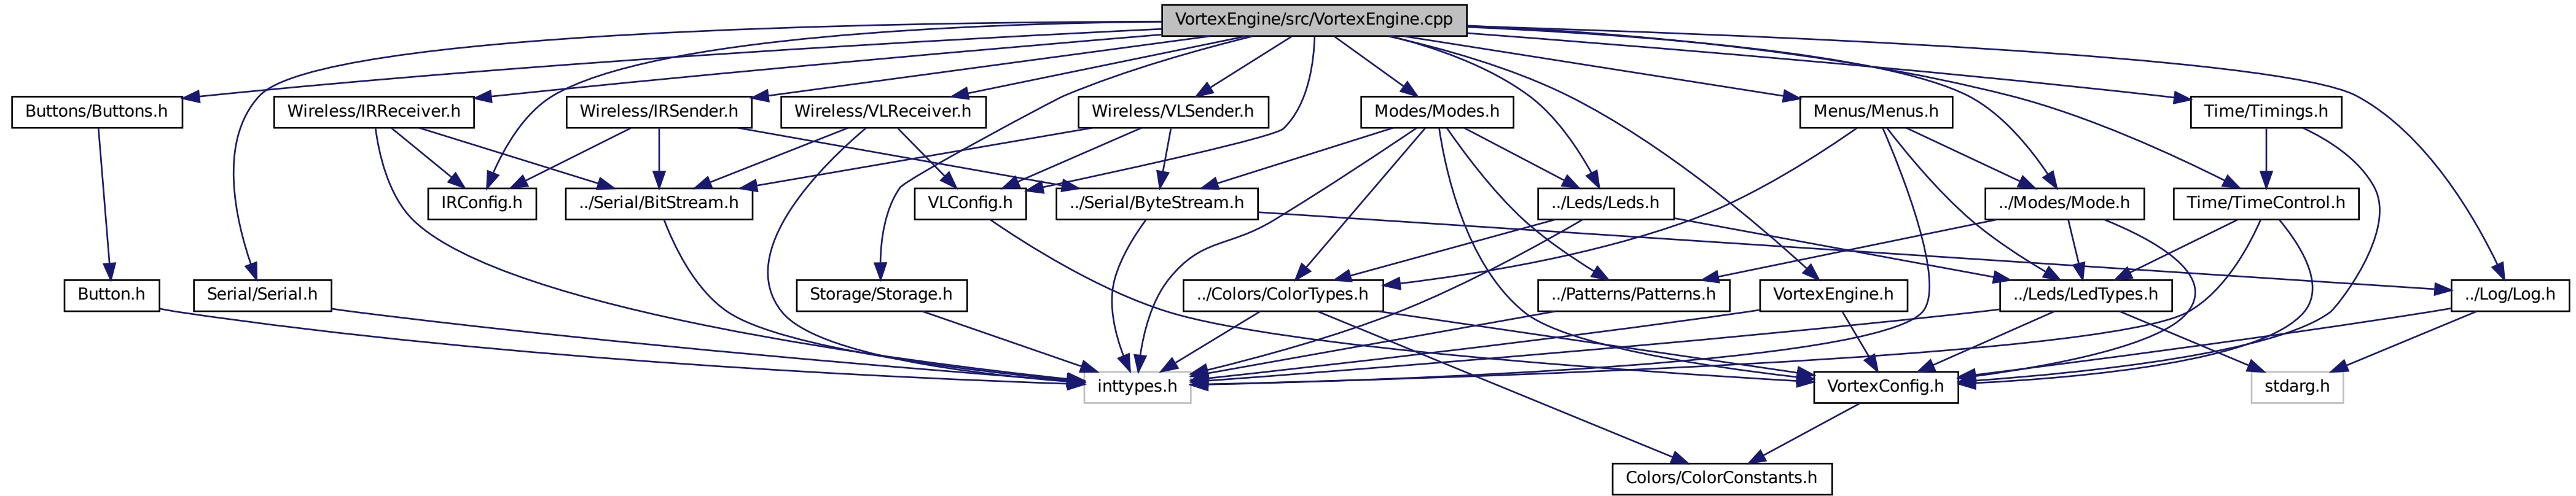 VortexEngine/src/VortexEngine.cpp
Buttons/Buttons.h
Wireless/IRReceiver.h
Wireless/IRSender.h
Wireless/VLReceiver.h
Wireless/VLSender.h
Modes/Modes.h
Menus/Menus.h
Time/Timings.h
IRConfig.h
../Serial/BitStream.h
VLConfig.h
../Serial/ByteStream.h
../Leds/Leds.h
../Modes/Mode.h
Time/TimeControl.h
Button.h
Serial/Serial.h
Storage/Storage.h
../Colors/ColorTypes.h
../Patterns/Patterns.h
VortexEngine.h
../Leds/LedTypes.h
../Log/Log.h
inttypes.h
VortexConfig.h
stdarg.h
Colors/ColorConstants.h